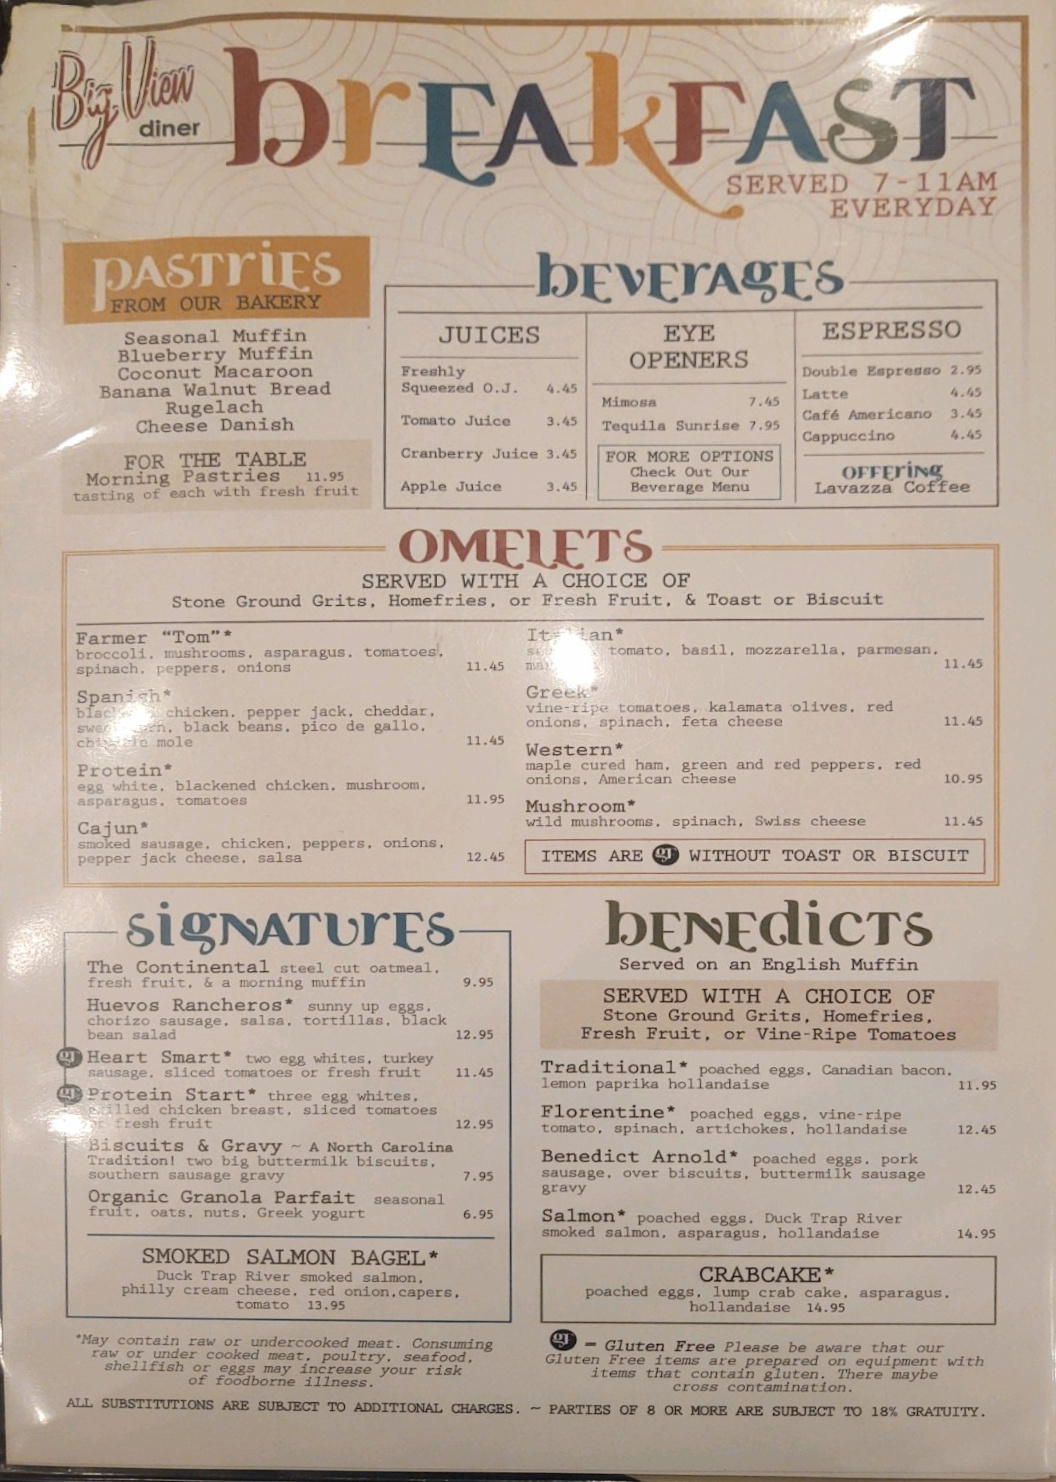 Big View
diner
breakfast
SERVED 7-11AM
EVERYDAY
PASTRIES
FROM OUR BAKERY
Seasonal Muffin
Blueberry Muffin
Coconut Macaroon
Banana Walnut Bread
Rugelach
Cheese Danish
FOR THE TABLE
Morning Pastries 11.95
tasting of each with fresh fruit
BEVERAGES
JUICES
Freshly
Squeezed O.J. 4.45
Tomato Juice 3.45
Cranberry Juice 3.45
Apple Juice 3.45
EYE
OPENERS
Mimosa 7.45
Tequila Sunrise 7.95
FOR MORE OPTIONS
Check Out Our
Beverage Menu
ESPRESSO
Double Espresso 2.95
Latte 4.45
Café Americano 3.45
Cappuccino 4.45
OFFERING
Lavazza Coffee
OMELETS
SERVED WITH A CHOICE OF
Stone Ground Grits, Homefries, or Fresh Fruit, & Toast or Biscuit
Farmer "Tom"*
broccoli, mushrooms, asparagus, tomatoes,
spinach, peppers, onions 11.45
Spanish*
chicken, pepper jack, cheddar,
black beans, pico de gallo,
mole 11.45
Protein*
egg white, blackened chicken, mushroom,
asparagus, tomatoes 11.95
Cajun*
smoked sausage, chicken, peppers, onions,
pepper jack cheese, salsa 12.45
Italian*
tomato, basil, mozzarella, parmesan,
11.45
Greek*
vine-ripe tomatoes, kalamata olives, red
onions, spinach, feta cheese 11.45
Western*
maple cured ham, green and red peppers, red
onions, American cheese 10.95
Mushroom*
wild mushrooms, spinach, Swiss cheese 11.45
ITEMS ARE gf WITHOUT TOAST OR BISCUIT
SIGNATURES
The Continental steel cut oatmeal,
fresh fruit, & a morning muffin 9.95
Huevos Rancheros* sunny up eggs,
chorizo sausage, salsa, tortillas, black
bean salad 12.95
gf Heart Smart* two egg whites, turkey
sausage, sliced tomatoes or fresh fruit 11.45
gf Protein Start* three egg whites,
grilled chicken breast, sliced tomatoes
or fresh fruit 12.95
Biscuits & Gravy ~ A North Carolina
Tradition! two big buttermilk biscuits,
southern sausage gravy 7.95
Organic Granola Parfait seasonal
fruit, oats, nuts, Greek yogurt 6.95
SMOKED SALMON BAGEL*
Duck Trap River smoked salmon,
philly cream cheese, red onion,capers,
tomato 13.95
*May contain raw or undercooked meat. Consuming
raw or under cooked meat, poultry, seafood,
shellfish or eggs may increase your risk
of foodborne illness.
BENEDICTS
Served on an English Muffin
SERVED WITH A CHOICE OF
Stone Ground Grits, Homefries,
Fresh Fruit, or Vine-Ripe Tomatoes
Traditional* poached eggs, Canadian bacon,
lemon paprika hollandaise 11.95
Florentine* poached eggs, vine-ripe
tomato, spinach, artichokes, hollandaise 12.45
Benedict Arnold* poached eggs, pork
sausage, over biscuits, buttermilk sausage
gravy 12.45
Salmon* poached eggs, Duck Trap River
smoked salmon, asparagus, hollandaise 14.95
CRABCAKE*
poached eggs, lump crab cake, asparagus,
hollandaise 14.95
gf = Gluten Free Please be aware that our
Gluten Free items are prepared on equipment with
items that contain gluten. There maybe
cross contamination.
ALL SUBSTITUTIONS ARE SUBJECT TO ADDITIONAL CHARGES. ~ PARTIES OF 8 OR MORE ARE SUBJECT TO 18% GRATUITY.